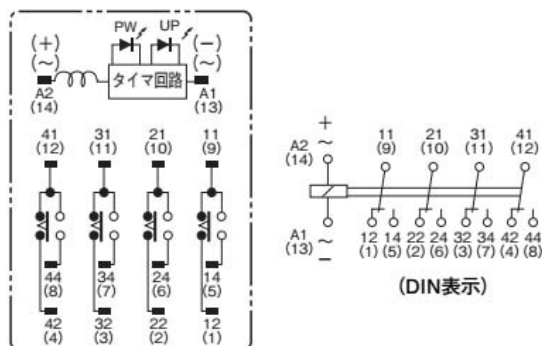 PW UP
(+) (−)
(~) (~)
タイマ回路
A2 A1
(14) (13)
41 31 21 11
(12) (11) (10) (9)
44 34 24 14
(8) (7) (6) (5)
42 32 22 12
(4) (3) (2) (1)
+
~
A2
(14)
11 21 31 41
(9) (10) (11) (12)
A1
(13)
~
−
12 14 22 24 32 34 42 44
(1) (5) (2) (6) (3) (7) (4) (8)
(DIN表示)